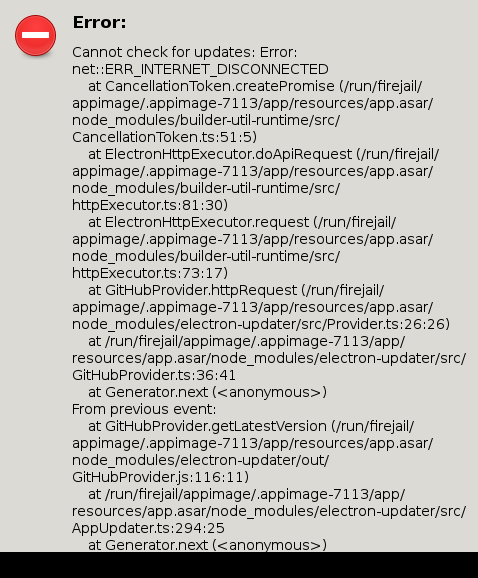 Error:
Cannot check for updates: Error:
net::ERR_INTERNET_DISCONNECTED
at CancellationToken.createPromise (/run/firejail/
appimage/.appimage-7113/app/resources/app.asar/
node_modules/builder-util-runtime/src/
CancellationToken.ts:51:5)
at ElectronHttpExecutor.doApiRequest (/run/firejail/
appimage/.appimage-7113/app/resources/app.asar/
node_modules/builder-util-runtime/src/
httpExecutor.ts:81:30)
at ElectronHttpExecutor.request (/run/firejail/
appimage/.appimage-7113/app/resources/app.asar/
node_modules/builder-util-runtime/src/
httpExecutor.ts:73:17)
at GitHubProvider.httpRequest (/run/firejail/
appimage/.appimage-7113/app/resources/app.asar/
node_modules/electron-updater/src/Provider.ts:26:26)
at /run/firejail/appimage/.appimage-7113/app/
resources/app.asar/node_modules/electron-updater/src/
GitHubProvider.ts:36:41
at Generator.next (<anonymous>)
From previous event:
at GitHubProvider.getLatestVersion (/run/firejail/
appimage/.appimage-7113/app/resources/app.asar/
node_modules/electron-updater/out/
GitHubProvider.js:116:11)
at /run/firejail/appimage/.appimage-7113/app/
resources/app.asar/node_modules/electron-updater/src/
AppUpdater.ts:294:25
at Generator.next (<anonymous>)